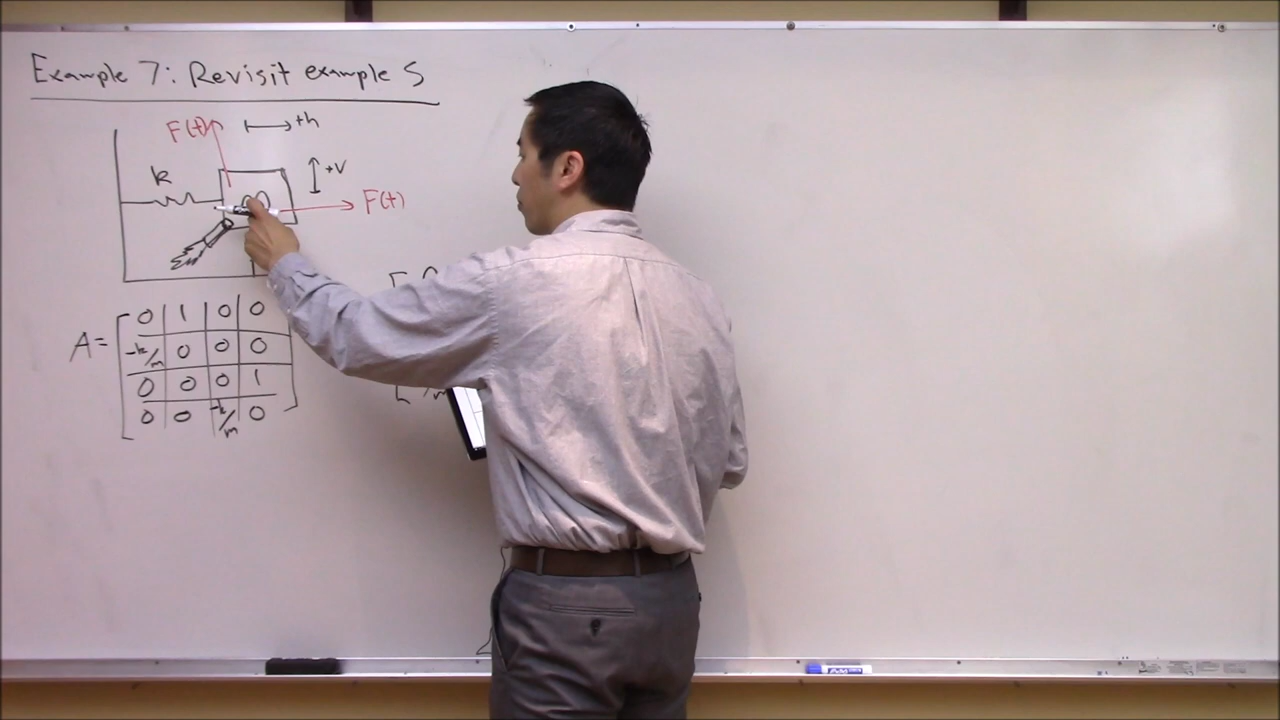 Example 7: Revisit example 5
F(t)
+h
k
+v
F(t)
A=
0 1 0 0
-k/m 0 0 0
0 0 0 1
0 0 -k/m 0